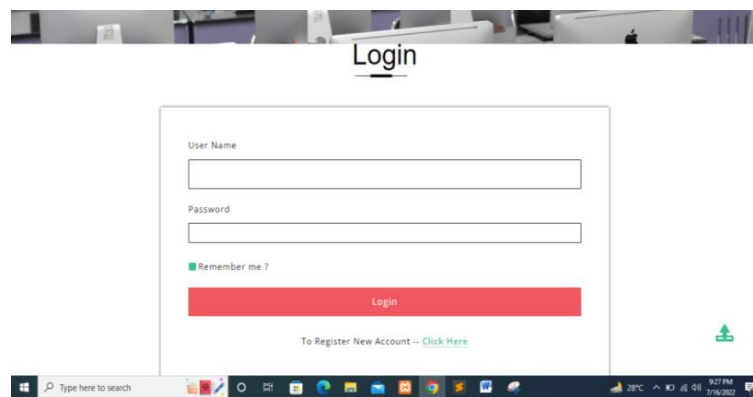 Login
User Name
Password
Remember me ?
Login
To Register New Account -- Click Here
Type here to search
28°C
9:27 PM
7/16/2022